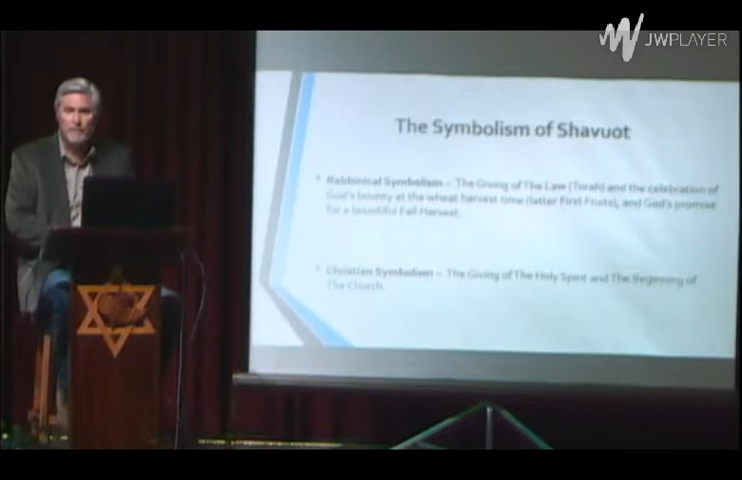 JWPLAYER
The Symbolism of Shavuot
Rabbinical Symbolism – The Giving of The Law (Torah) and the celebration of
God's bounty at the wheat harvest time (latter First Fruits), and God's promise
for a bountiful Fall Harvest.
Christian Symbolism – The Giving of The Holy Spirit and The Beginning of
The Church.